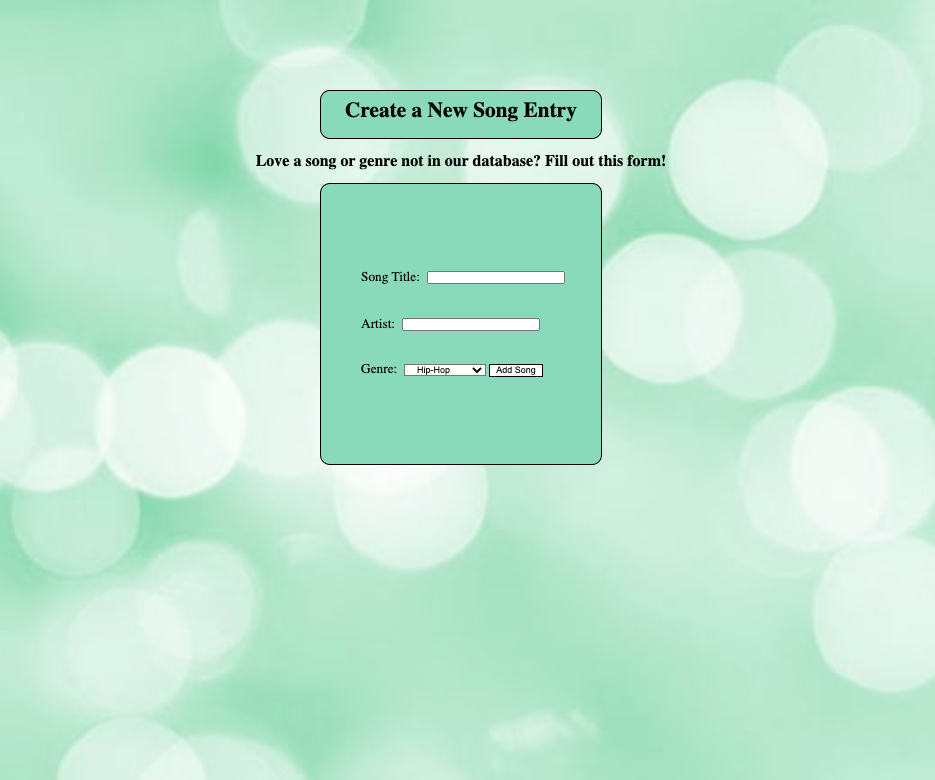 Create a New Song Entry
Love a song or genre not in our database? Fill out this form!
Song Title:
Artist:
Genre: Hip-Hop Add Song